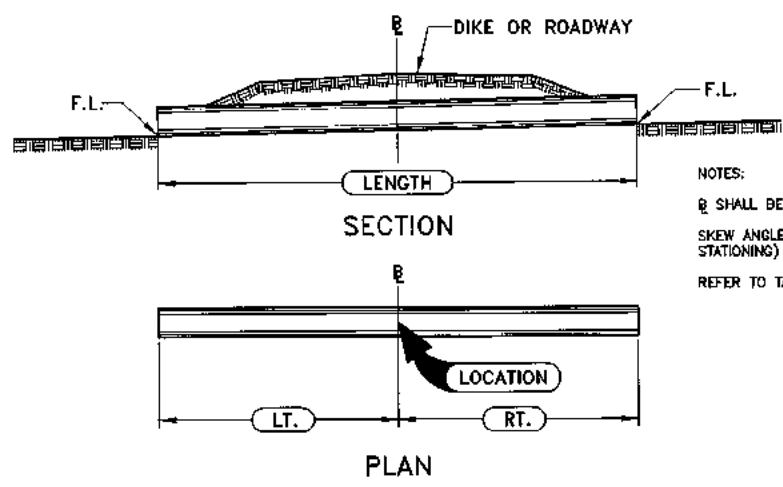 ℄
DIKE OR ROADWAY
F.L.
F.L.
LENGTH
SECTION
NOTES:
℄ SHALL BE
SKEW ANGLE
STATIONING)
REFER TO
℄
LOCATION
LT.
RT.
PLAN